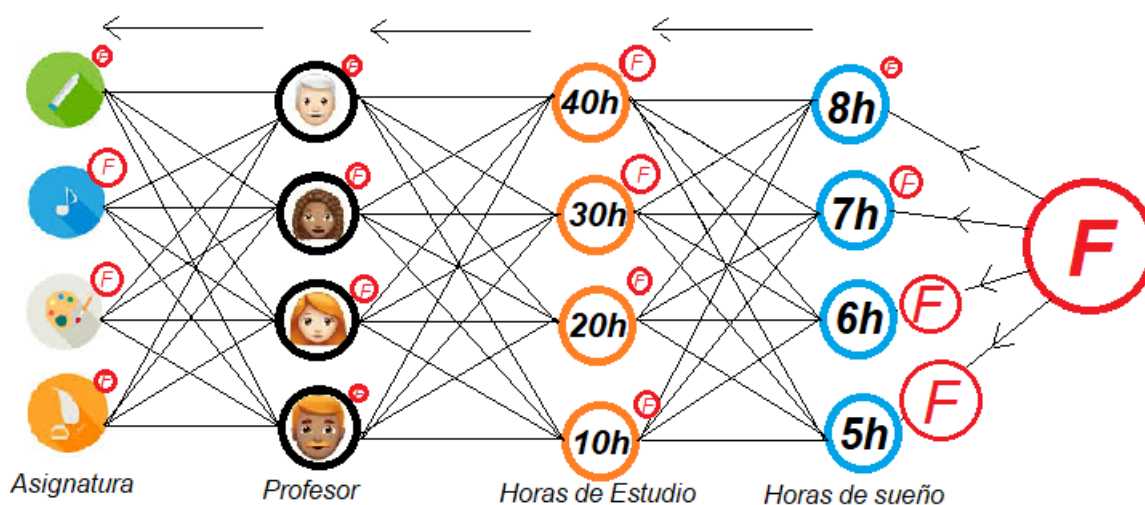 F F F F
40h 8h
F F F F
30h 7h
F
F F F F
20h 6h
F F F F
10h 5h
Asignatura Profesor Horas de Estudio Horas de sueño